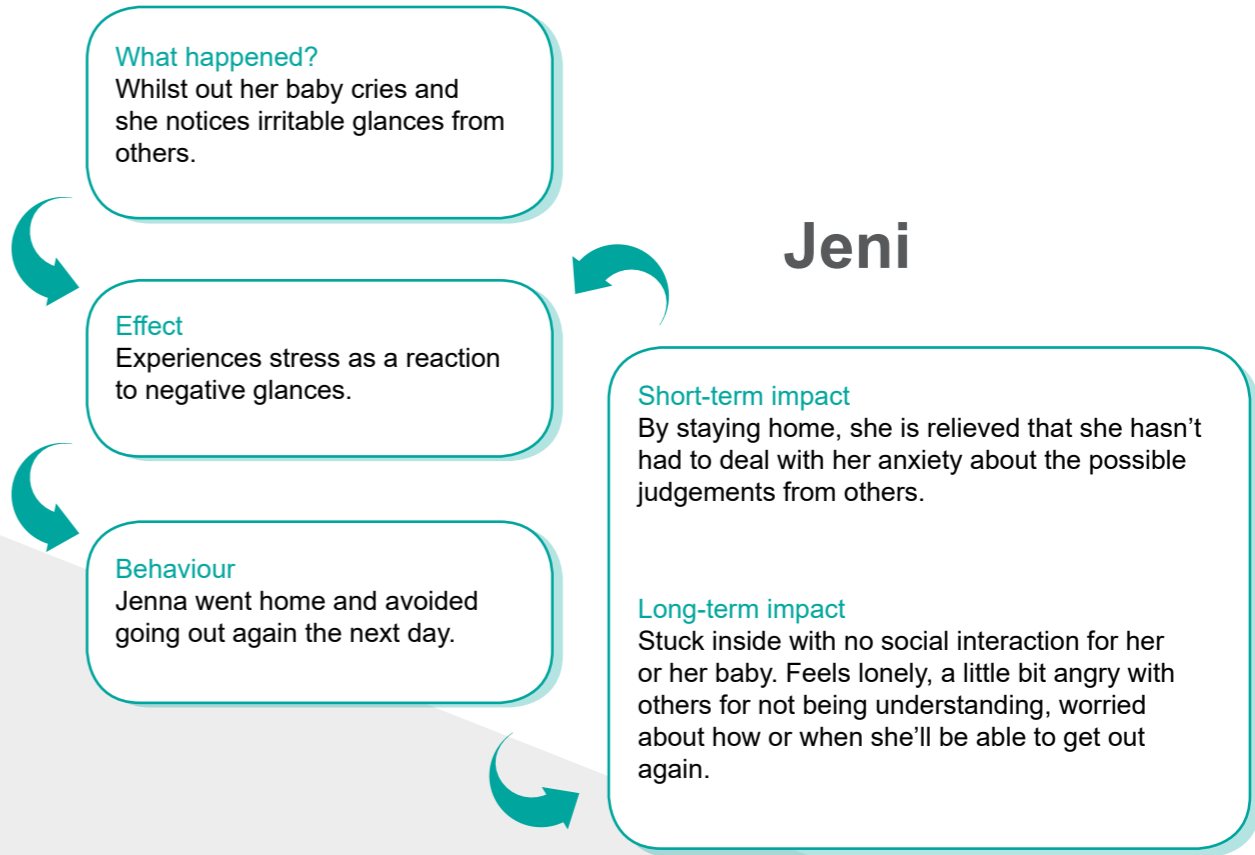 What happened?
Whilst out her baby cries and
she notices irritable glances from
others.
Jeni
Effect
Experiences stress as a reaction
to negative glances.
Behaviour
Jenna went home and avoided
going out again the next day.
Short-term impact
By staying home, she is relieved that she hasn’t
had to deal with her anxiety about the possible
judgements from others.
Long-term impact
Stuck inside with no social interaction for her
or her baby. Feels lonely, a little bit angry with
others for not being understanding, worried
about how or when she’ll be able to get out
again.